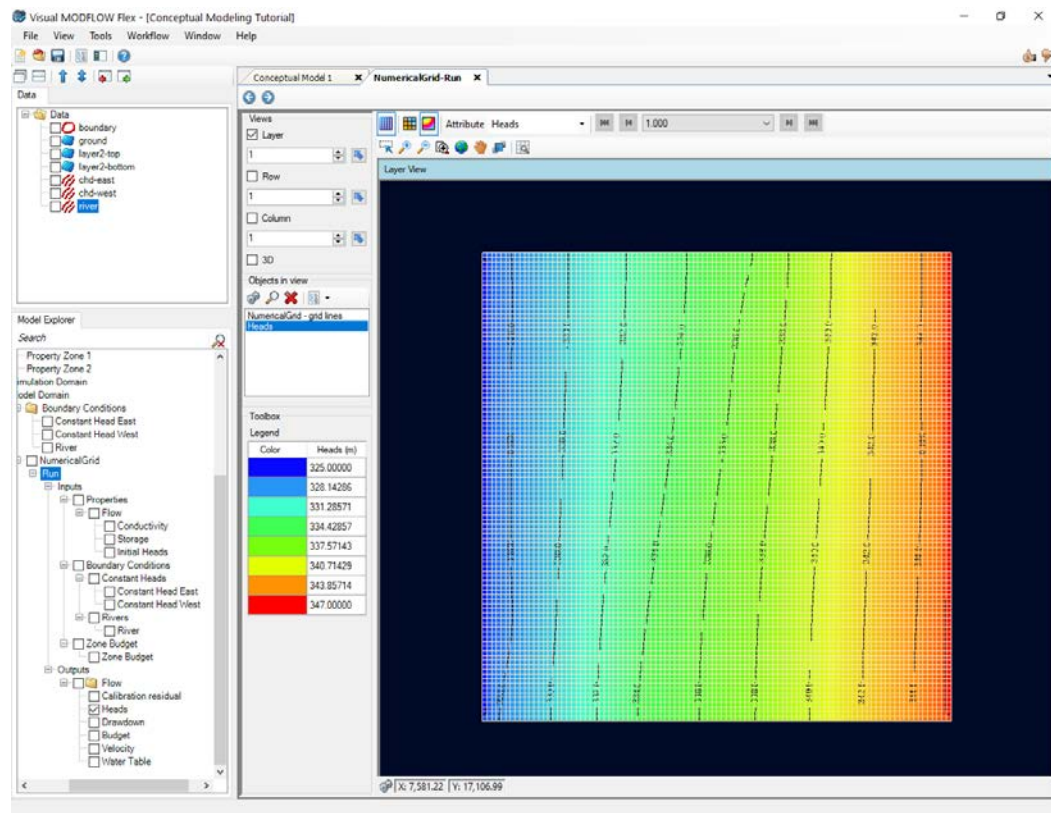 Visual MODFLOW Flex - [Conceptual Modeling Tutorial]
File View Tools Workflow Window Help
Data
Data
boundary
ground
layer2-top
layer2-bottom
chd-east
chd-west
river
Model Explorer
Search
Property Zone 1
Property Zone 2
imulation Domain
odel Domain
Boundary Conditions
Constant Head East
Constant Head West
River
NumericalGrid
Run
Inputs
Properties
Flow
Conductivity
Storage
Initial Heads
Boundary Conditions
Constant Heads
Constant Head East
Constant Head West
Rivers
River
Zone Budget
Zone Budget
Outputs
Flow
Calibration residual
Heads
Drawdown
Budget
Velocity
Water Table
Conceptual Model 1 X NumericalGrid-Run X
Views
Layer
1
Row
1
Column
1
3D
Objects in view
NumericalGrid - grid lines
Heads
Toolbox
Legend
Color Heads (m)
325.00000
328.14286
331.28571
334.42857
337.57143
340.71429
343.85714
347.00000
Attribute Heads 1.000
Layer View
X: 7,581.22 Y: 17,106.99